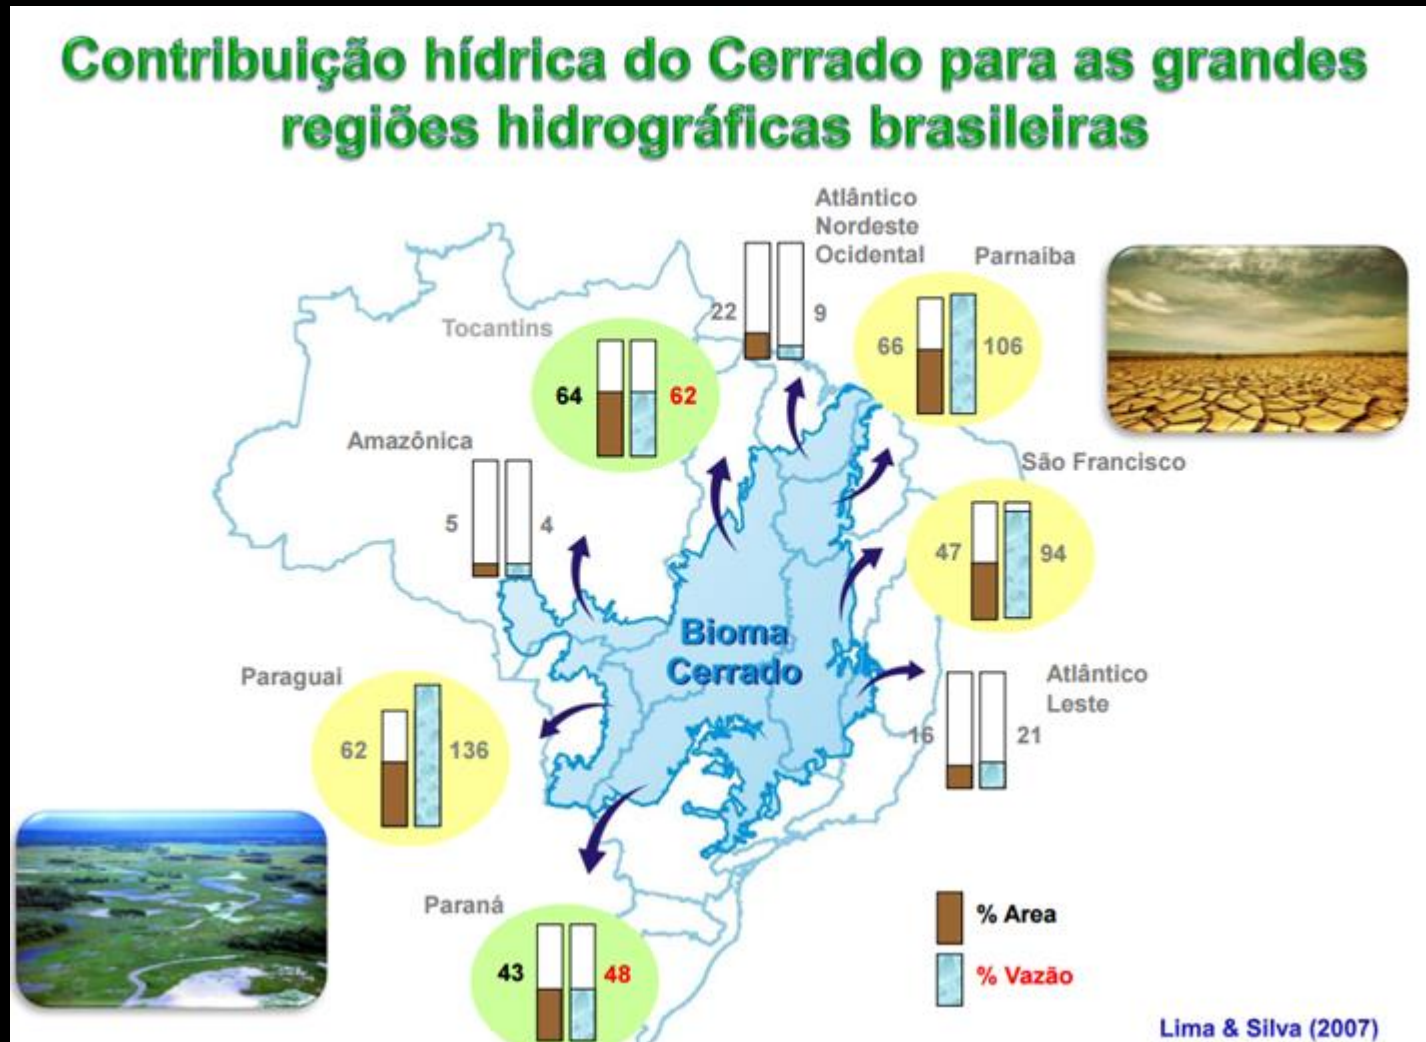 Contribuição hídrica do Cerrado para as grandes
regiões hidrográficas brasileiras
Atlântico
Nordeste
Ocidental
22
9
Parnaíba
66
106
Tocantins
64
62
Amazônica
5
4
São Francisco
47
94
Bioma
Cerrado
Paraguai
62
136
Atlântico
Leste
16
21
Paraná
43
48
% Area
% Vazão
Lima & Silva (2007)